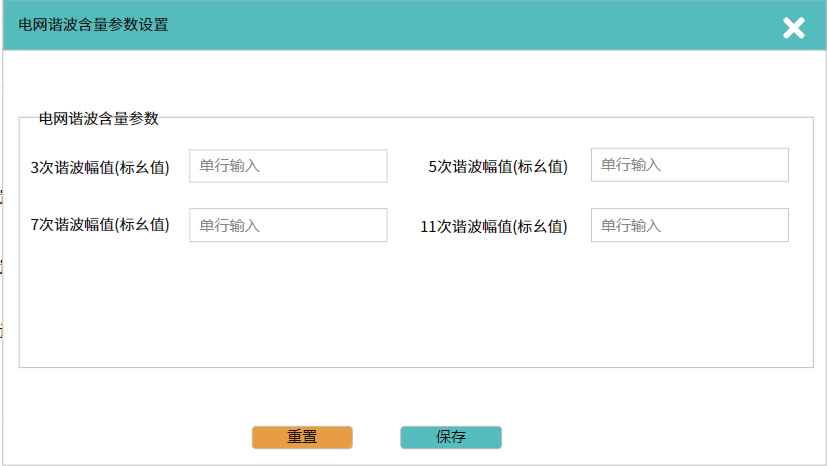 电网谐波含量参数设置
电网谐波含量参数
3次谐波幅值(标幺值) 单行输入 5次谐波幅值(标幺值) 单行输入
7次谐波幅值(标幺值) 单行输入 11次谐波幅值(标幺值) 单行输入
重置 保存